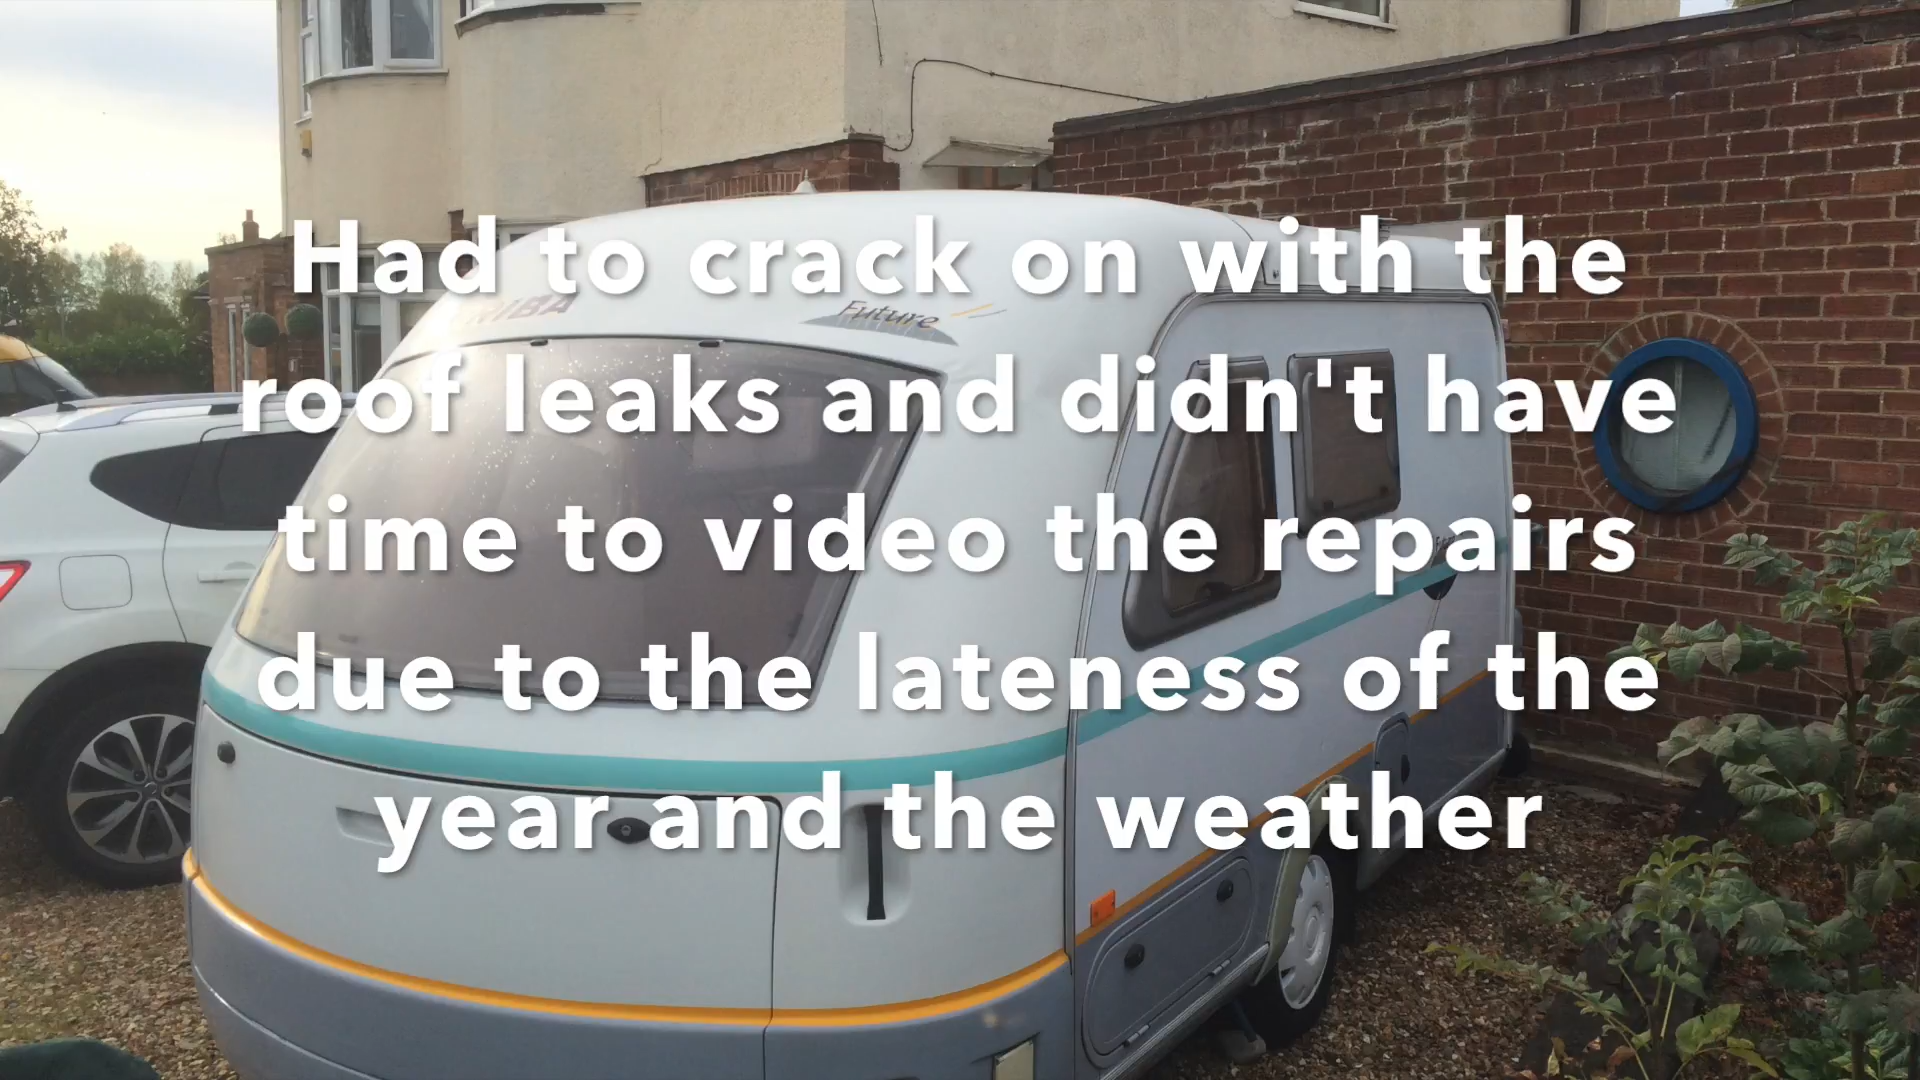 Had to crack on with the
roof leaks and didn't have
time to video the repairs
due to the lateness of the
year and the weather
Future